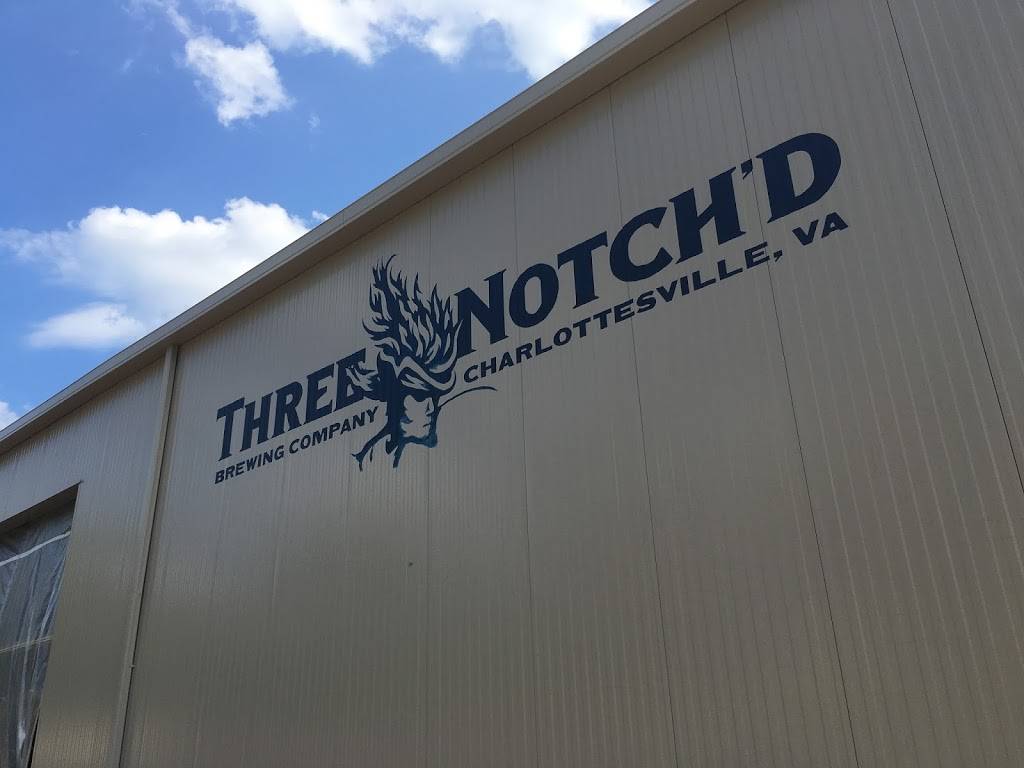 THREE NOTCH'D
BREWING COMPANY CHARLOTTESVILLE, VA